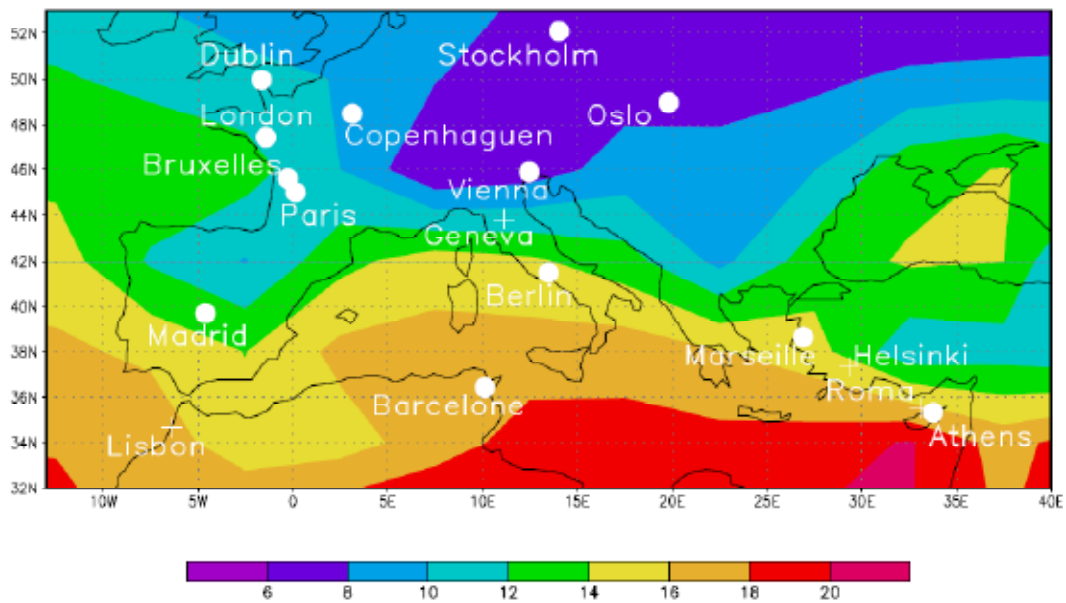 52N
Dublin
Stockholm
50N
London
Oslo
48N
Copenhaguen
46N
Bruxelles
Vienna
44N
Paris
Geneva
42N
Berlin
40N
Madrid
38N
Marseille
Helsinki
36N
Barcelone
Roma
34N
Lisbon
Athens
32N
10W 5W 0 5E 10E 15E 20E 25E 30E 35E 40E
6 8 10 12 14 16 18 20